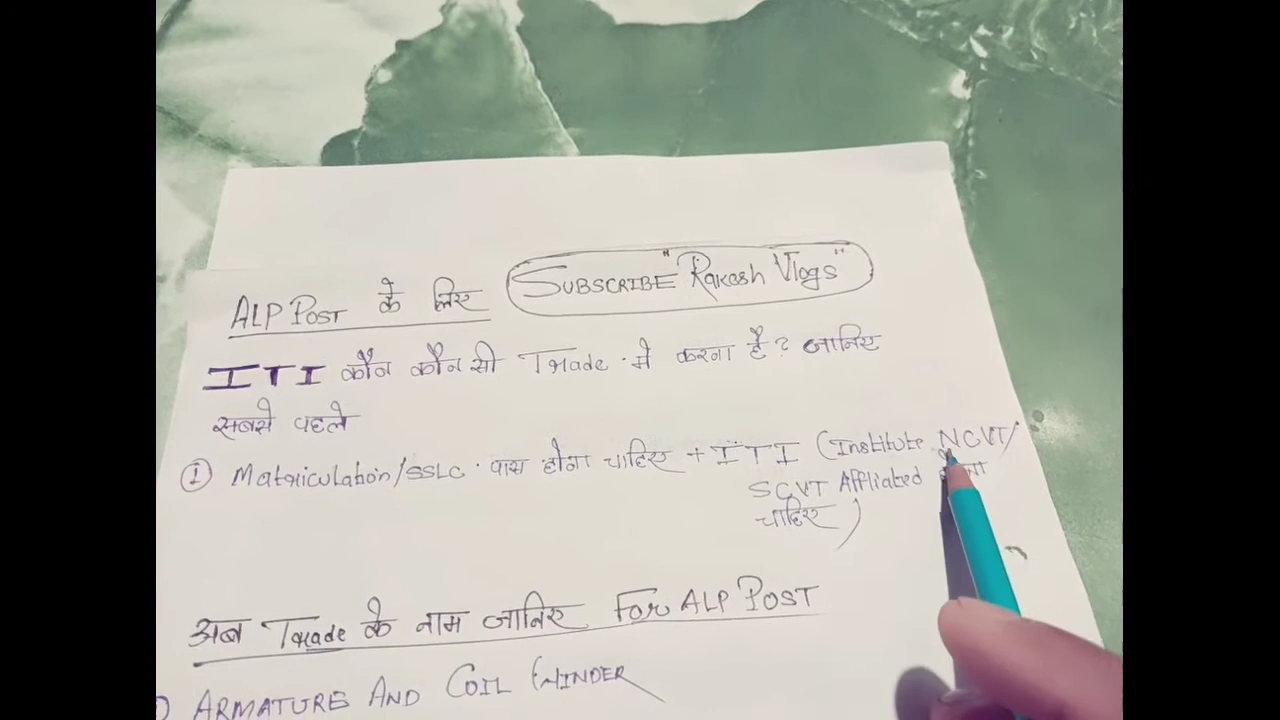 ALP POST के लिए SUBSCRIBE "Rakesh Vlogs"
ITI कौन कौन सी Trade में करना है? जानिए
सबसे पहले
① Matriculation/SSLC पास होना चाहिए + ITI (Institute NCVT/
SCVT Affliated
चाहिए)
अब Trade के नाम जानिए For ALP POST
ARMATURE AND COIL WINDER